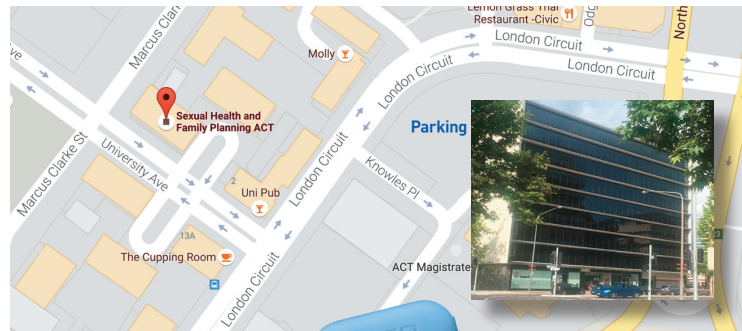 Lemon Grass Thai
Restaurant -Civic
Marcus Clarke
London Circuit
North
Molly
London Circuit
London Circuit
Sexual Health and
Family Planning ACT
Parking
Marcus Clarke St
University Ave
London Circuit
Knowles Pl
2
Uni Pub
13A
The Cupping Room
ACT Magistrate
London Circuit
23